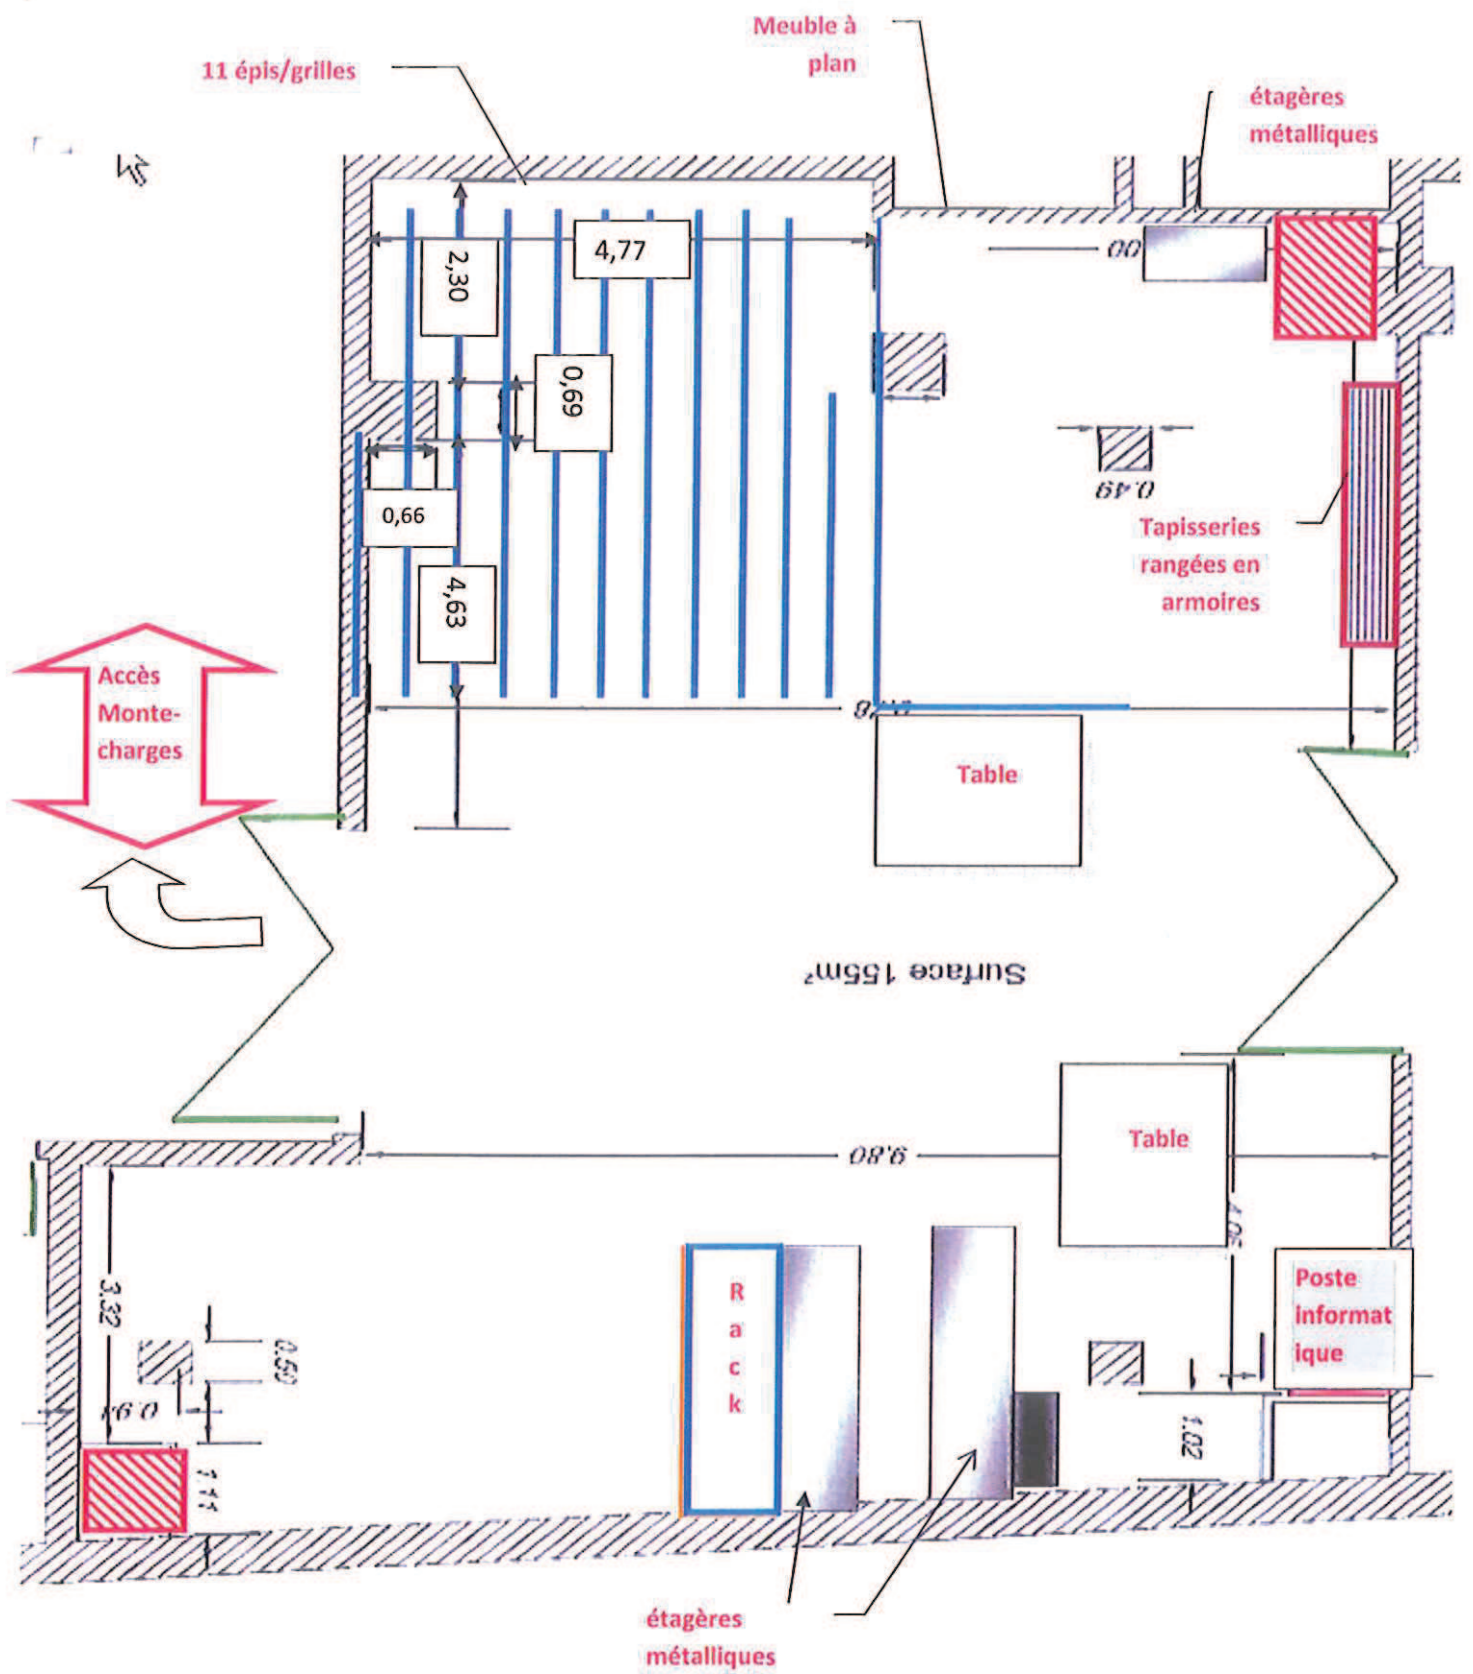 Meuble à
plan
11 épis/grilles
étagères
métalliques
4,77
2,30
00
0,69
0.49
0,66
Tapisseries
rangées en
armoires
4,63
Accès
Monte-
charges
Table
Surface 155m²
Table
9.80
3.32
0.50
R
a
c
k
Poste
informat
ique
1.02
1.11
étagères
métalliques